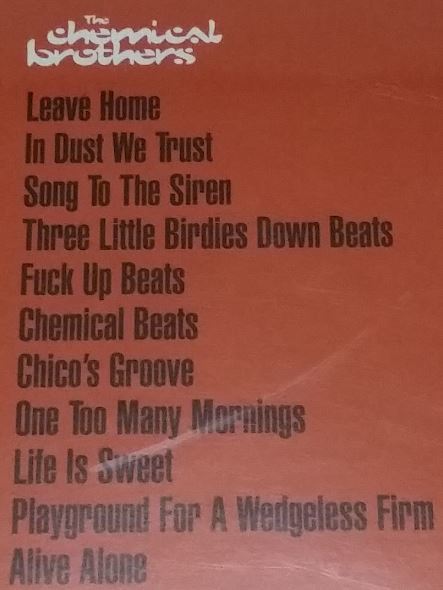 The
chemical
brothers
Leave Home
In Dust We Trust
Song To The Siren
Three Little Birdies Down Beats
Fuck Up Beats
Chemical Beats
Chico's Groove
One Too Many Mornings
Life Is Sweet
Playground For A Wedgeless Firm
Alive Alone